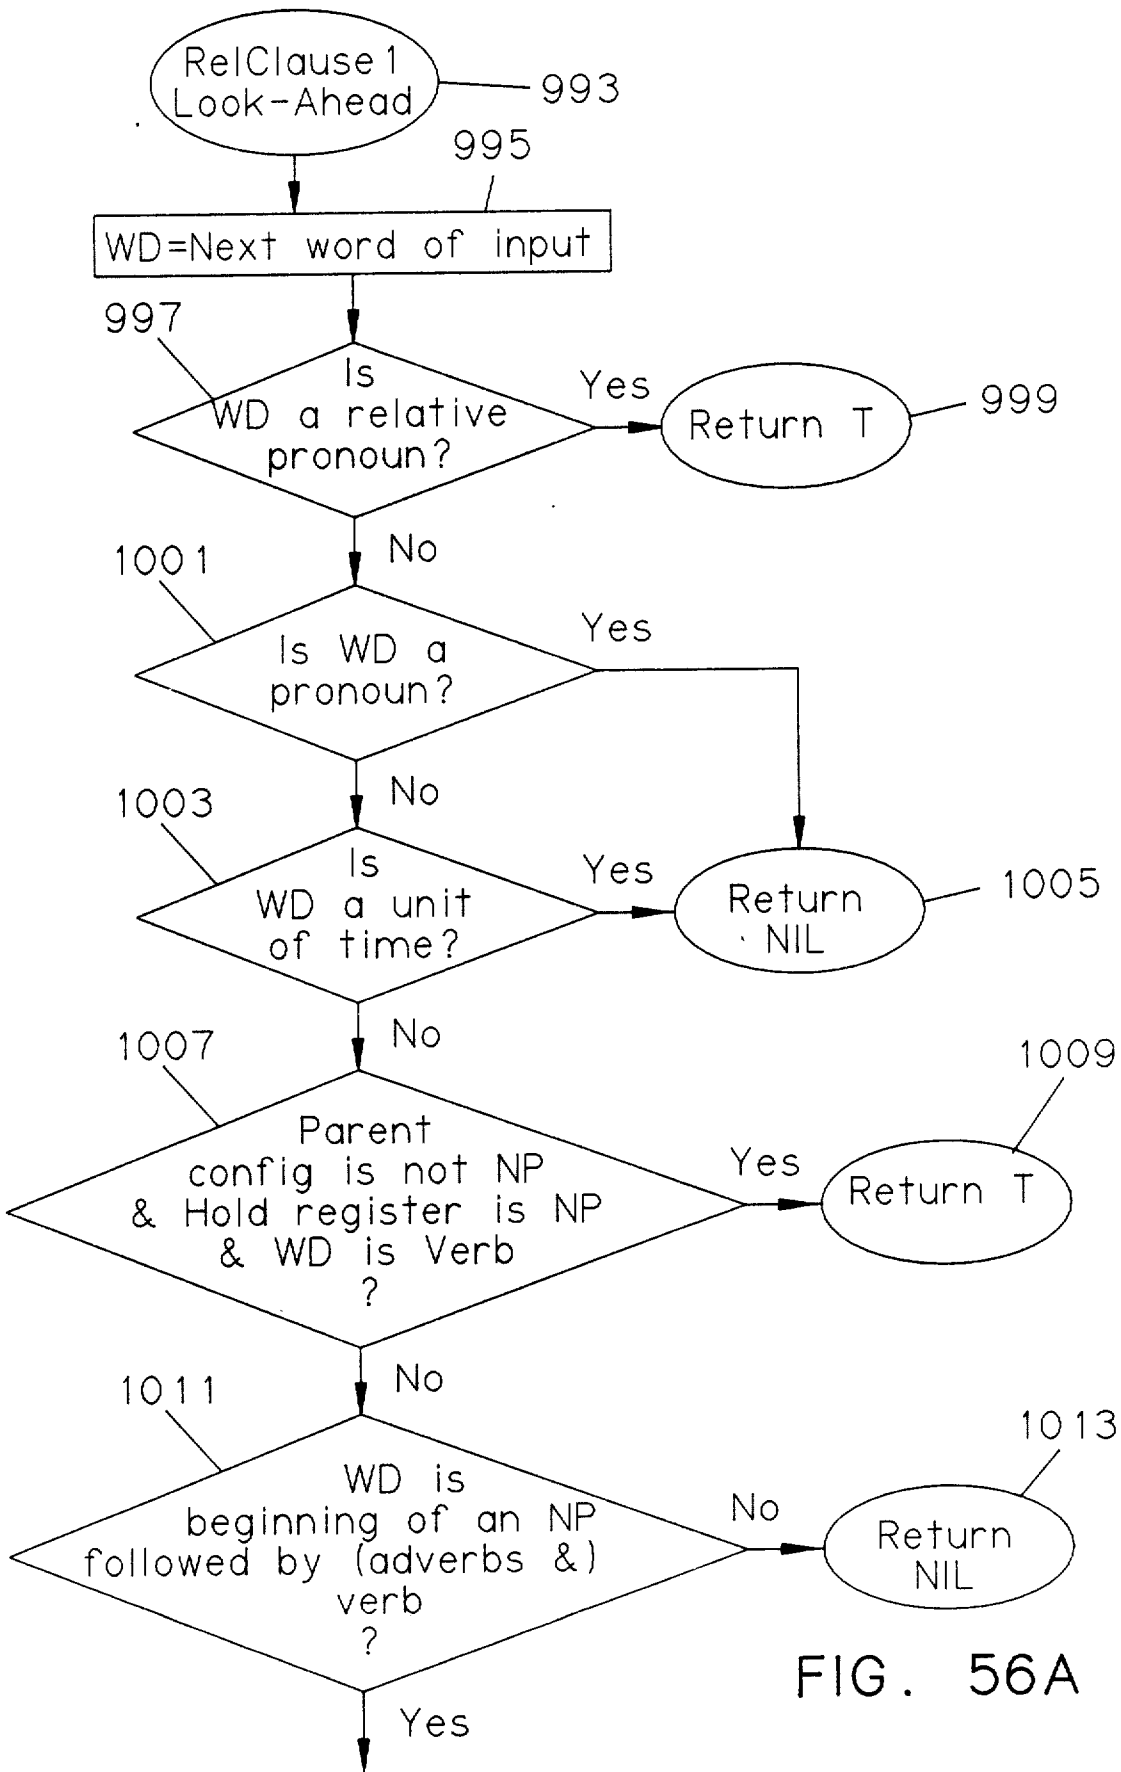 RelClause1
Look-Ahead
993
995
WD=Next word of input
997
Is
WD a relative
pronoun?
Yes
Return T
999
No
1001
Is WD a
pronoun?
Yes
No
1003
Is
WD a unit
of time?
Yes
Return
NIL
1005
No
1007
Parent
config is not NP
& Hold register is NP
& WD is Verb
?
Yes
Return T
1009
No
1011
WD is
beginning of an NP
followed by (adverbs &)
verb
?
No
Return
NIL
1013
Yes
FIG. 56A